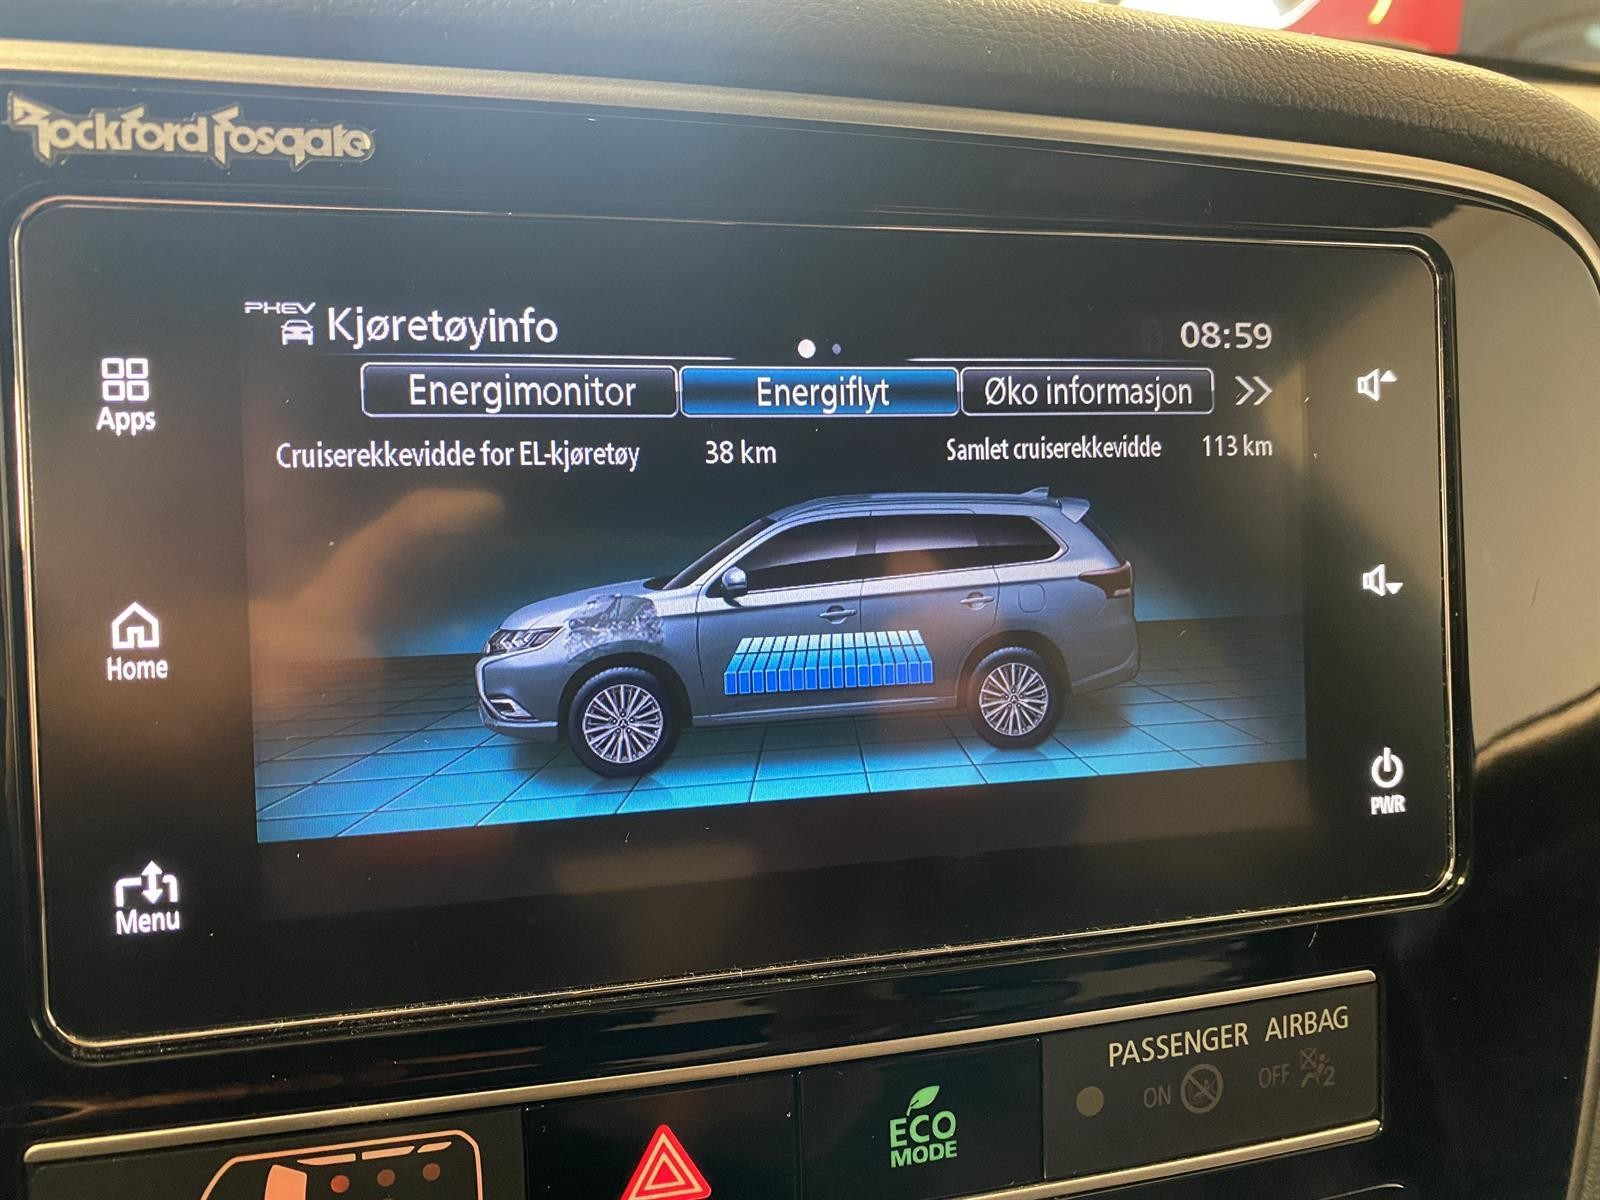 Rockford Fosgate
PHEV Kjøretøyinfo
08:59
Energimonitor Energiflyt Øko informasjon
Cruiserekkevidde for EL-kjøretøy 38 km Samlet cruiserekkevidde 113 km
Apps
Home
Menu
PWR
PASSENGER AIRBAG
ON OFF 2
ECO
MODE